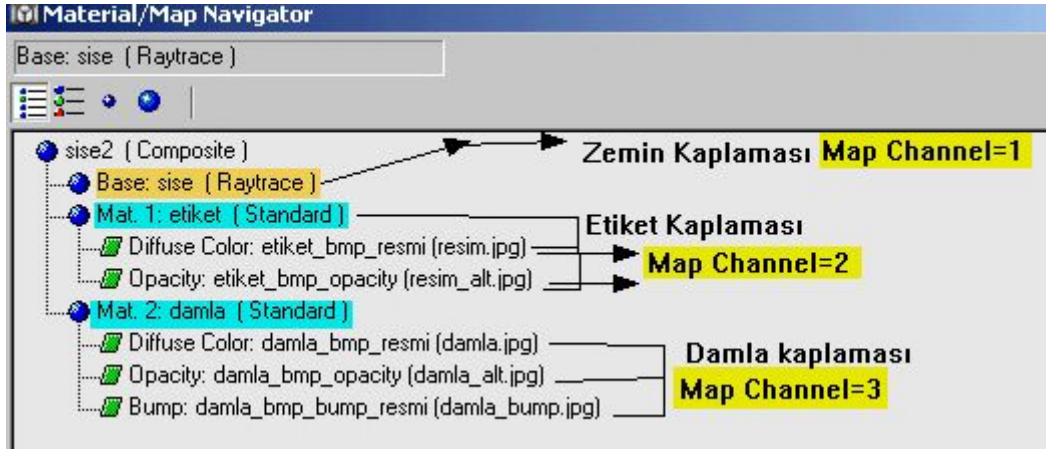 Material/Map Navigator
Base: sise ( Raytrace )
sise2 ( Composite )
Zemin Kaplaması Map Channel=1
Base: sise ( Raytrace )
Mat. 1: etiket ( Standard )
Etiket Kaplaması
Diffuse Color: etiket_bmp_resmi (resim.jpg)
Map Channel=2
Opacity: etiket_bmp_opacity (resim_alt.jpg)
Mat. 2: damla ( Standard )
Diffuse Color: damla_bmp_resmi (damla.jpg)
Damla kaplaması
Opacity: damla_bmp_opacity (damla_alt.jpg)
Map Channel=3
Bump: damla_bmp_bump_resmi (damla_bump.jpg)